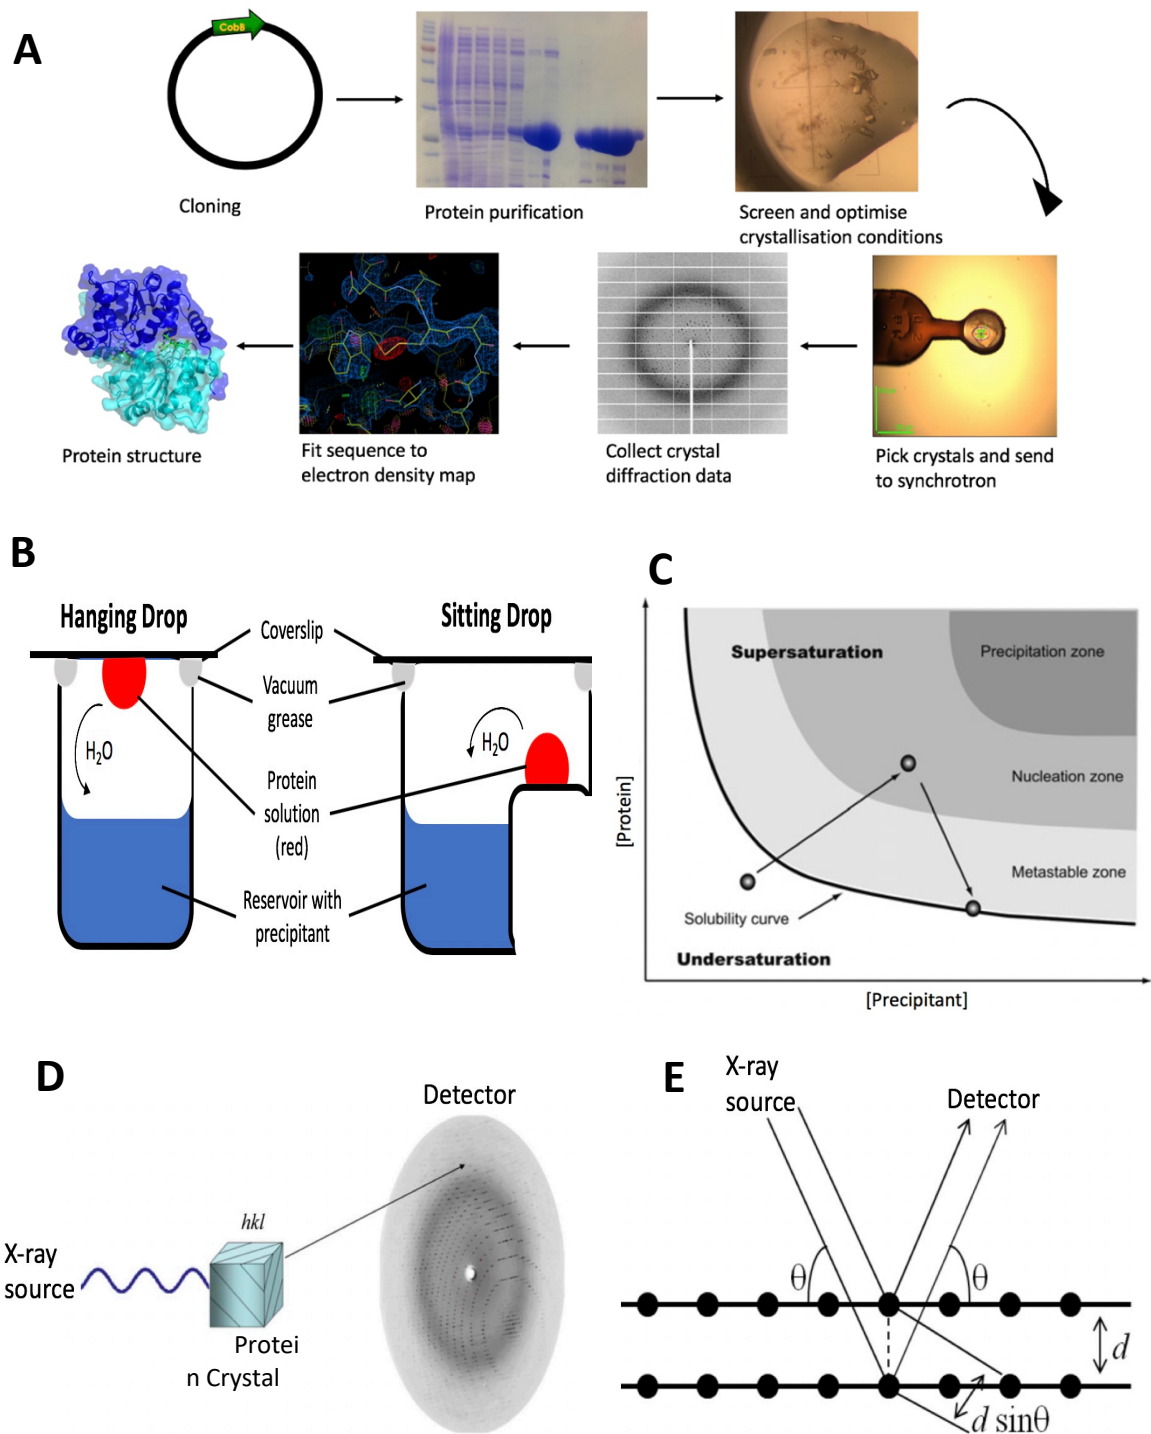 A
CobB
Cloning
Protein purification
Screen and optimise
crystallisation conditions
Protein structure
Fit sequence to
electron density map
Collect crystal
diffraction data
Pick crystals and send
to synchrotron
B
Hanging Drop
Sitting Drop
Coverslip
Vacuum
grease
H2O
H2O
Protein
solution
(red)
Reservoir with
precipitant
C
[Protein]
Supersaturation
Precipitation zone
Nucleation zone
Metastable zone
Solubility curve
Undersaturation
[Precipitant]
D
Detector
hkl
X-ray
source
Protei
n Crystal
E
X-ray
source
Detector
θ
θ
d
d sinθ